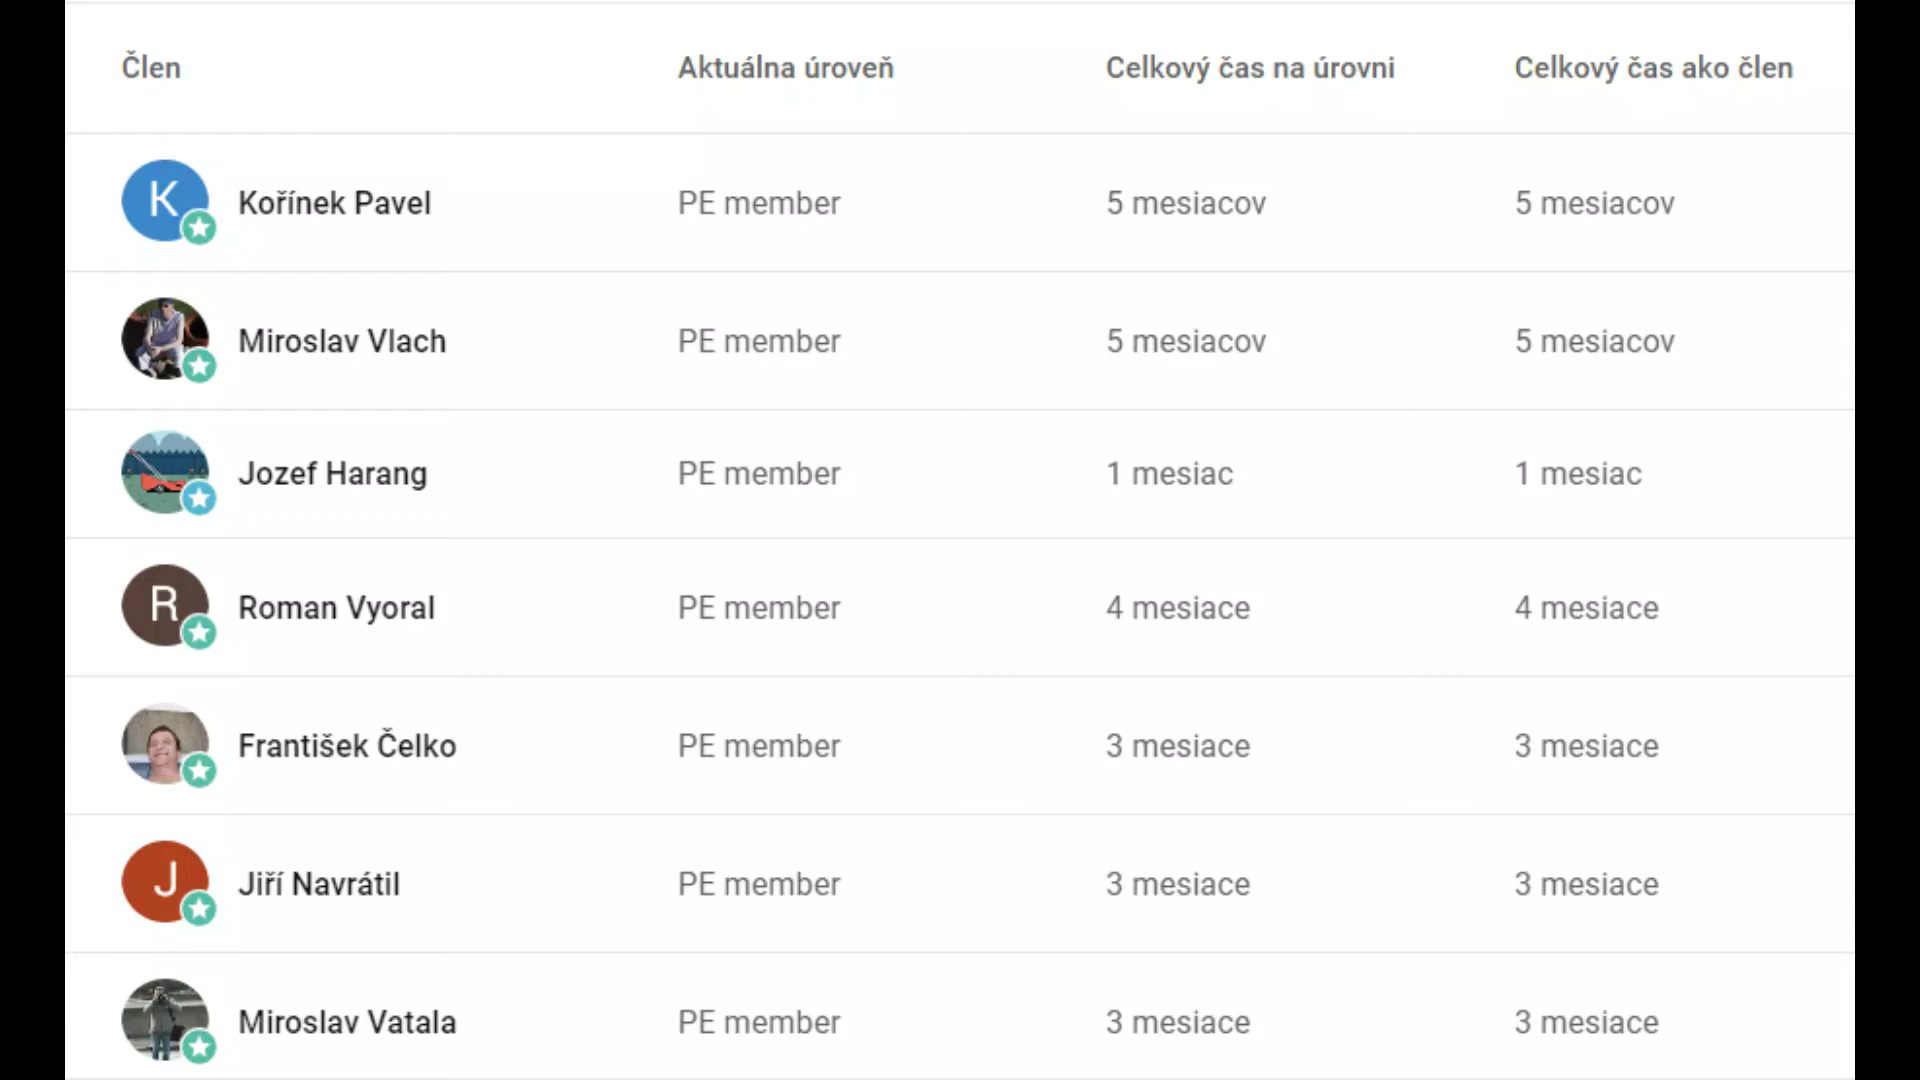 Člen Aktuálna úroveň Celkový čas na úrovni Celkový čas ako člen
K Kořínek Pavel PE member 5 mesiacov 5 mesiacov
Miroslav Vlach PE member 5 mesiacov 5 mesiacov
Jozef Harang PE member 1 mesiac 1 mesiac
R Roman Vyoral PE member 4 mesiace 4 mesiace
František Čelko PE member 3 mesiace 3 mesiace
J Jiří Navrátil PE member 3 mesiace 3 mesiace
Miroslav Vatala PE member 3 mesiace 3 mesiace